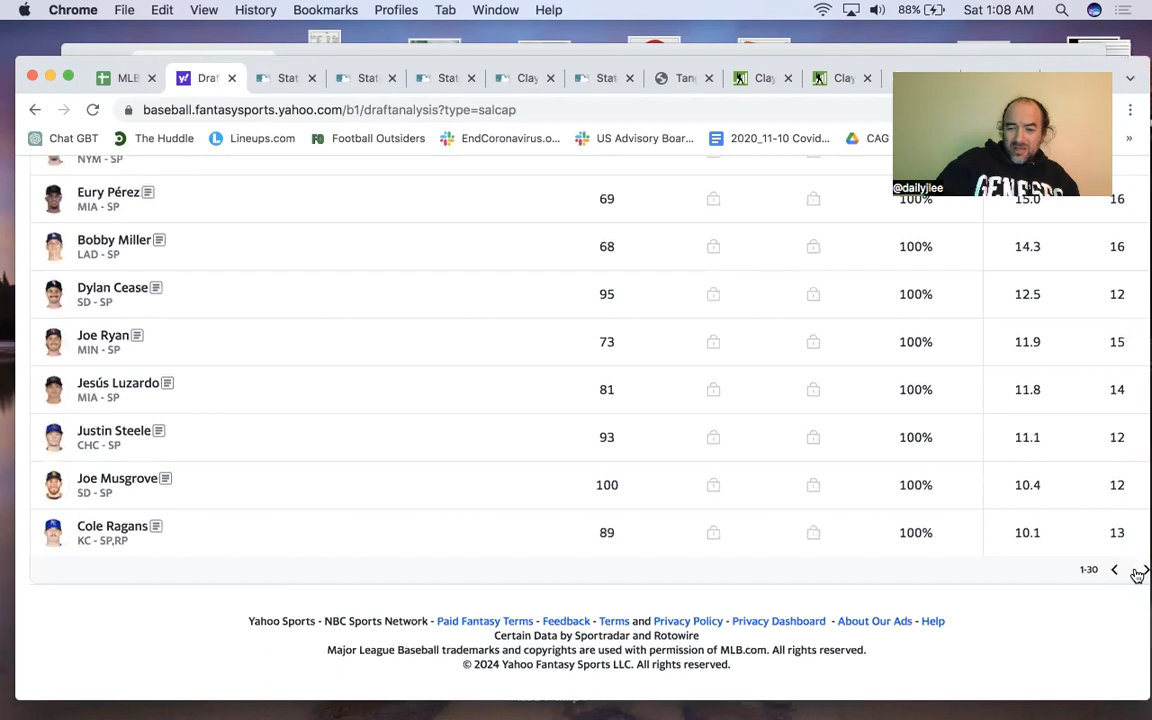 Chrome File Edit View History Bookmarks Profiles Tab Window Help 88% Sat 1:08 AM
MLB Draf Stat Stat Stat Clay Stat Tan Clay Clay
baseball.fantasysports.yahoo.com/b1/draftanalysis?type=salcap
Chat GBT The Huddle Lineups.com Football Outsiders EndCoronavirus.o... US Advisory Boar... 2020_11-10 Covid... CAG »
NYM - SP
@dailyjlee
GENES
Eury Pérez
MIA - SP
69 100% 15.0 16
Bobby Miller
LAD - SP
68 100% 14.3 16
Dylan Cease
SD - SP
95 100% 12.5 12
Joe Ryan
MIN - SP
73 100% 11.9 15
Jesús Luzardo
MIA - SP
81 100% 11.8 14
Justin Steele
CHC - SP
93 100% 11.1 12
Joe Musgrove
SD - SP
100 100% 10.4 12
Cole Ragans
KC - SP,RP
89 100% 10.1 13
1-30
Yahoo Sports - NBC Sports Network - Paid Fantasy Terms - Feedback - Terms and Privacy Policy - Privacy Dashboard - About Our Ads - Help
Certain Data by Sportradar and Rotowire
Major League Baseball trademarks and copyrights are used with permission of MLB.com. All rights reserved.
© 2024 Yahoo Fantasy Sports LLC. All rights reserved.